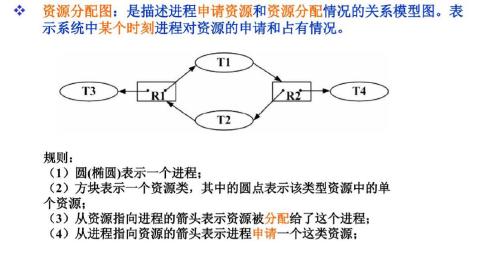 资源分配图：是描述进程申请资源和资源分配情况的关系模型图。表
示系统中某个时刻进程对资源的申请和占有情况。
T1
T3
R1
R2
T4
T2
规则：
（1）圆(椭圆)表示一个进程；
（2）方块表示一个资源类，其中的圆点表示该类型资源中的单
个资源；
（3）从资源指向进程的箭头表示资源被分配给了这个进程；
（4）从进程指向资源的箭头表示进程申请一个这类资源；